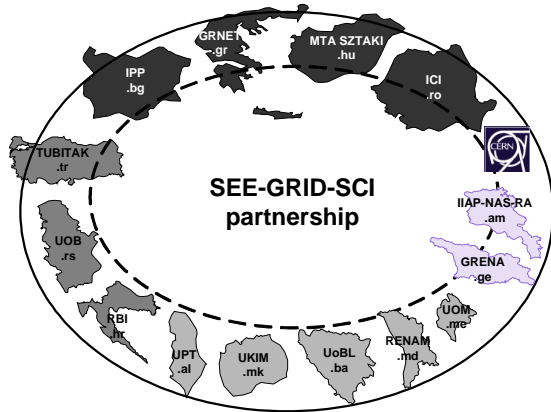 GRNET
.gr
MTA SZTAKI
.hu
IPP
.bg
ICI
.ro
CERN
TUBITAK
.tr
SEE-GRID-SCI
partnership
IIAP-NAS-RA
.am
UOB
.rs
GRENA
.ge
RBI
.hr
UOM
.me
UPT
.al
UKIM
.mk
UoBL
.ba
RENAM
.md